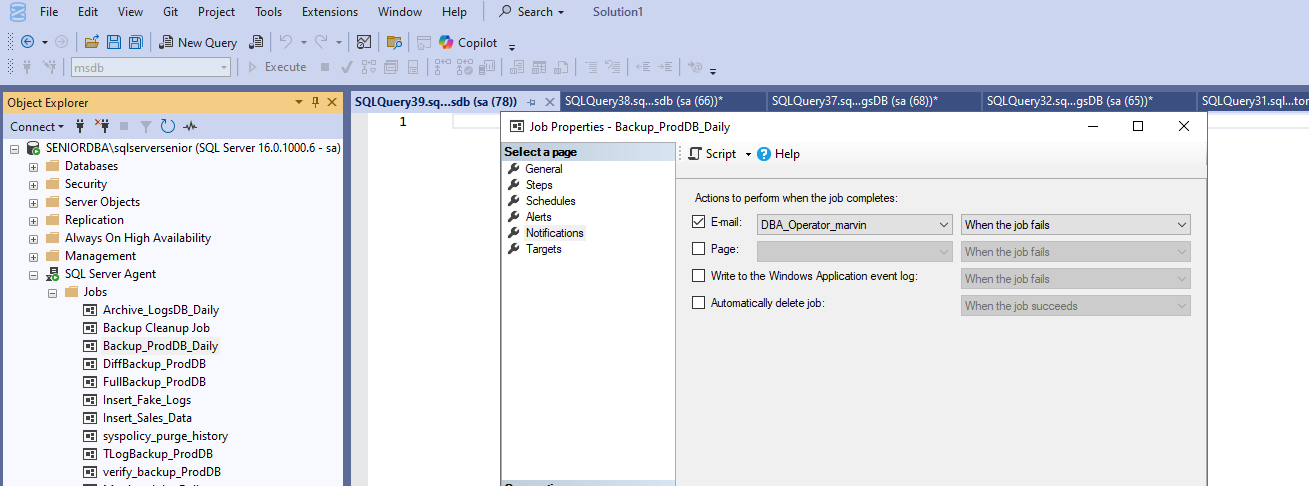 File Edit View Git Project Tools Extensions Window Help Search Solution1
New Query Copilot
msdb Execute
Object Explorer
SQLQuery39.sq...sdb (sa (78))* SQLQuery38.sq...sdb (sa (66))* SQLQuery37.sq...gsDB (sa (68))* SQLQuery32.sq...gsDB (sa (65))* SQLQuery31.sql...tor
Connect
1
SENIORDBA\sqlserversenior (SQL Server 16.0.1000.6 - sa)
Databases
Security
Server Objects
Replication
Always On High Availability
Management
SQL Server Agent
Jobs
Archive_LogsDB_Daily
Backup Cleanup Job
Backup_ProdDB_Daily
DiffBackup_ProdDB
FullBackup_ProdDB
Insert_Fake_Logs
Insert_Sales_Data
syspolicy_purge_history
TLogBackup_ProdDB
verify_backup_ProdDB
Job Properties - Backup_ProdDB_Daily
Select a page
General
Steps
Schedules
Alerts
Notifications
Targets
Script Help
Actions to perform when the job completes:
E-mail: DBA_Operator_marvin When the job fails
Page: When the job fails
Write to the Windows Application event log: When the job fails
Automatically delete job: When the job succeeds